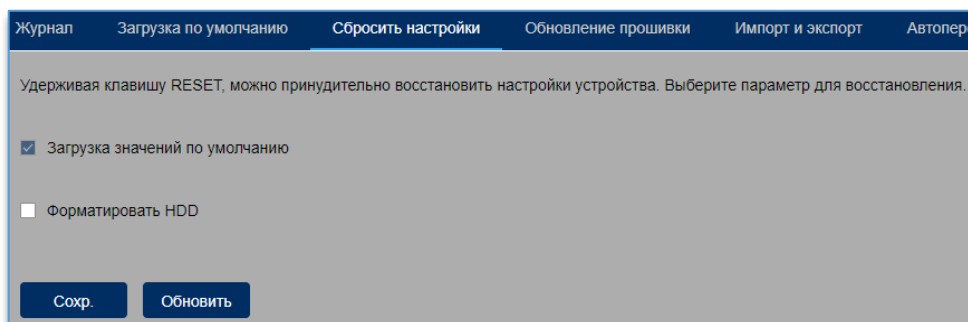 Журнал Загрузка по умолчанию Сбросить настройки Обновление прошивки Импорт и экспорт Автопер
Удерживая клавишу RESET, можно принудительно восстановить настройки устройства. Выберите параметр для восстановления.
Загрузка значений по умолчанию
Форматировать HDD
Сохр. Обновить